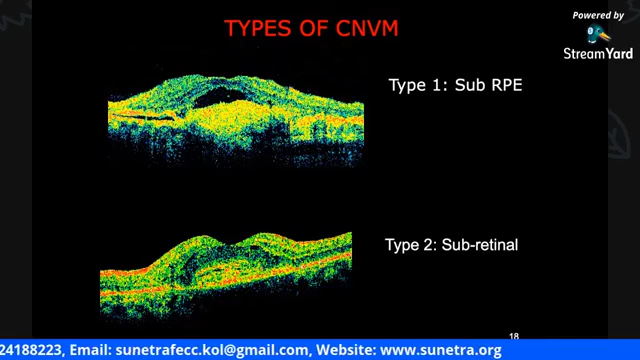 TYPES OF CNVM
Powered by
StreamYard
Type 1: Sub RPE
Type 2: Sub-retinal
18
24188223, Email: sunetrafecc.kol@gmail.com, Website: www.sunetra.org